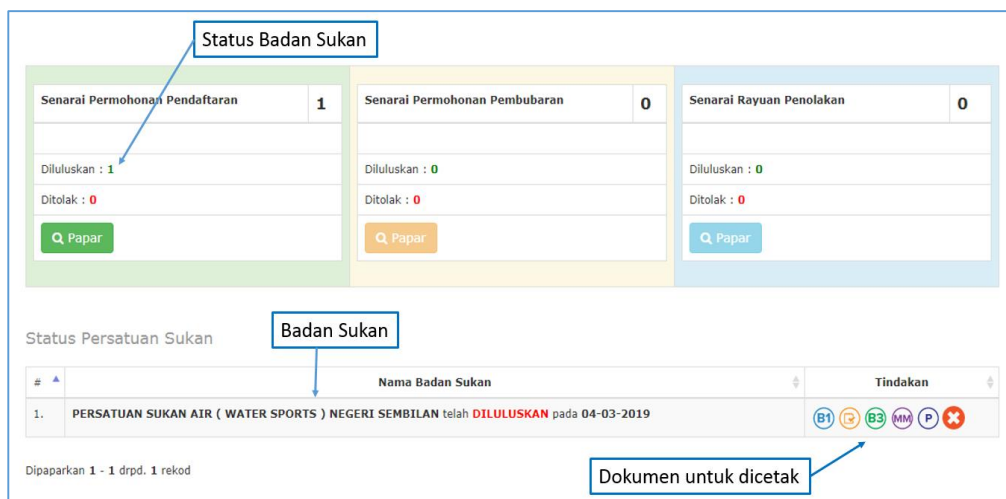 Status Badan Sukan
Senarai Permohonan Pendaftaran 1
Diluluskan : 1
Ditolak : 0
Papar
Senarai Permohonan Pembubaran 0
Diluluskan : 0
Ditolak : 0
Papar
Senarai Rayuan Penolakan 0
Diluluskan : 0
Ditolak : 0
Papar
Status Persatuan Sukan
Badan Sukan
# Nama Badan Sukan Tindakan
1. PERSATUAN SUKAN AIR ( WATER SPORTS ) NEGERI SEMBILAN telah DILULUSKAN pada 04-03-2019 B1 B3 MM P
Dipaparkan 1 - 1 drpd. 1 rekod
Dokumen untuk dicetak